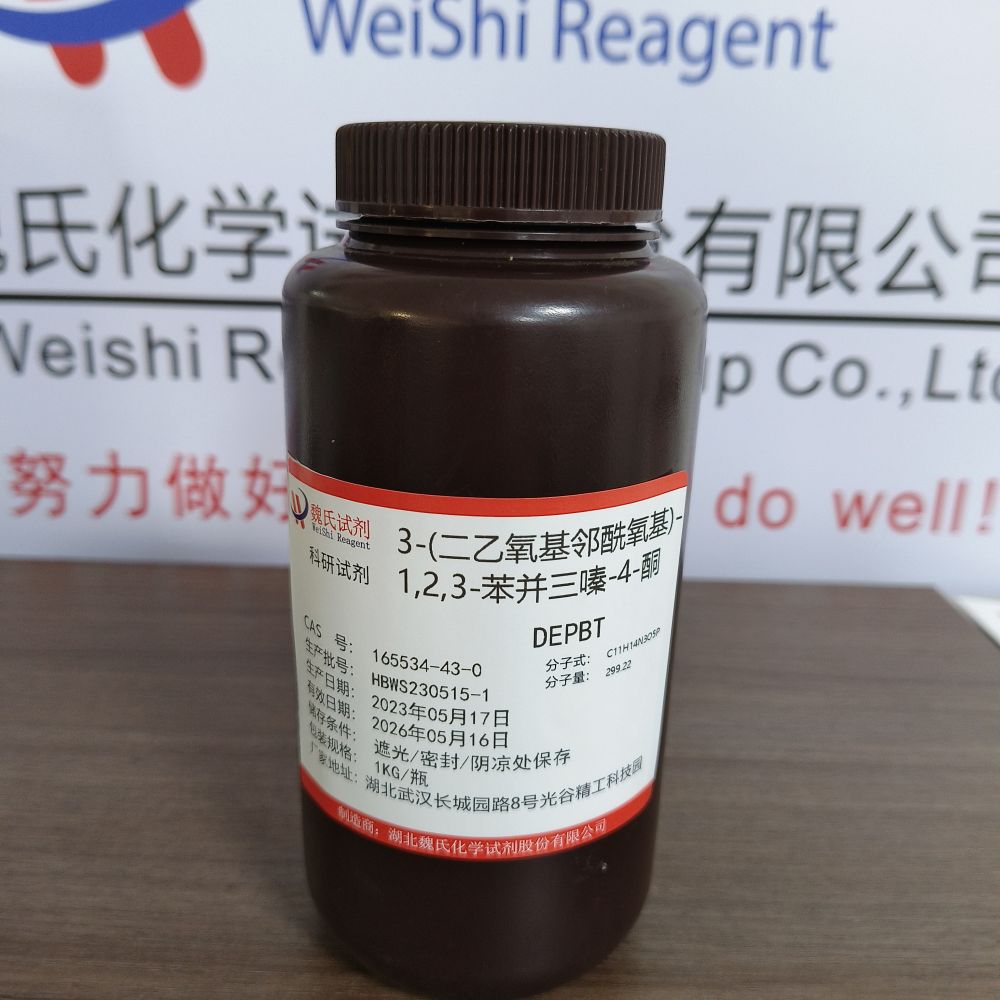 WeiShi Reagent
氏化学试
有限公司
Weishi R
up Co.,Ltd
努力做好
do well!
魏氏试剂
WeiShi Reagent
科研试剂
3-(二乙氧基邻酰氧基)-
1,2,3-苯并三嗪-4-酮
DEPBT
分子式: C11H14N3O5P
分子量: 299.22
CAS 号: 165534-43-0
生产批号: HBWS230515-1
生产日期: 2023年05月17日
有效日期: 2026年05月16日
储存条件: 遮光/密封/阴凉处保存
包装规格: 1KG/瓶
厂家地址: 湖北武汉长城园路8号光谷精工科技园
制造商: 湖北魏氏化学试剂股份有限公司